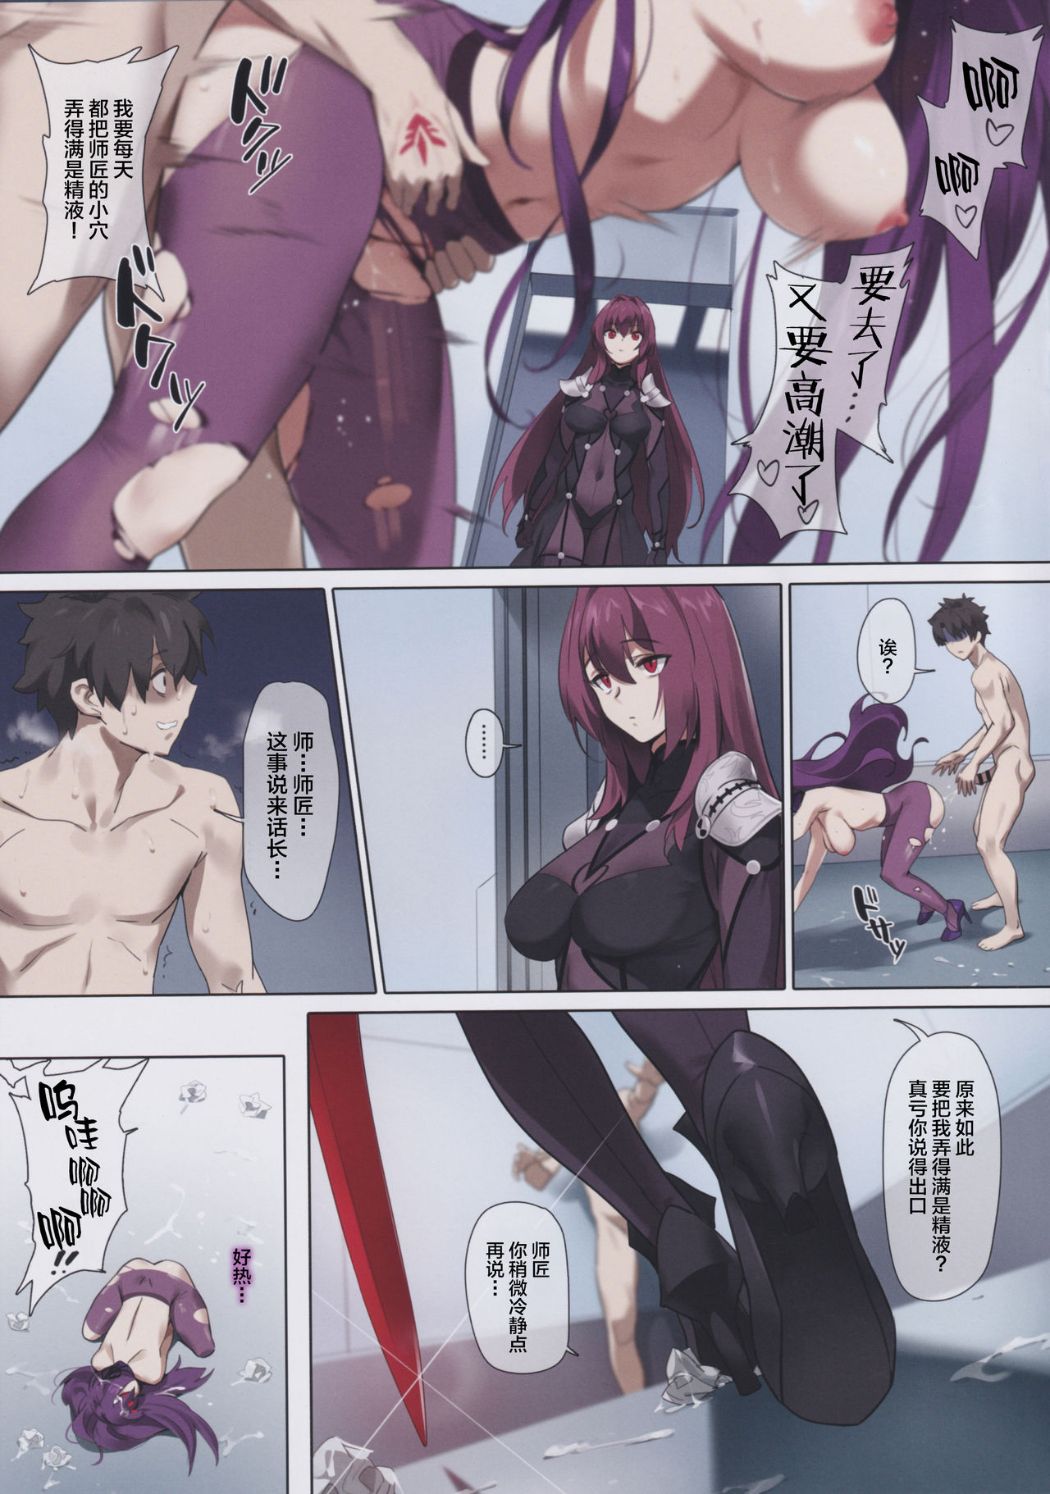 啊♡
啊♡
要去了…
又要高潮了♡♡
我要每天
都把师匠的小穴
弄得满是精液！
ドクッ
ドクッ
诶？
ドサッ
……
师…师匠…
这事说来话长…
原来如此
要把我弄得满是精液？
真亏你说得出口
师匠
你稍微冷静点
再说…
呜哇啊啊啊!!
好热…